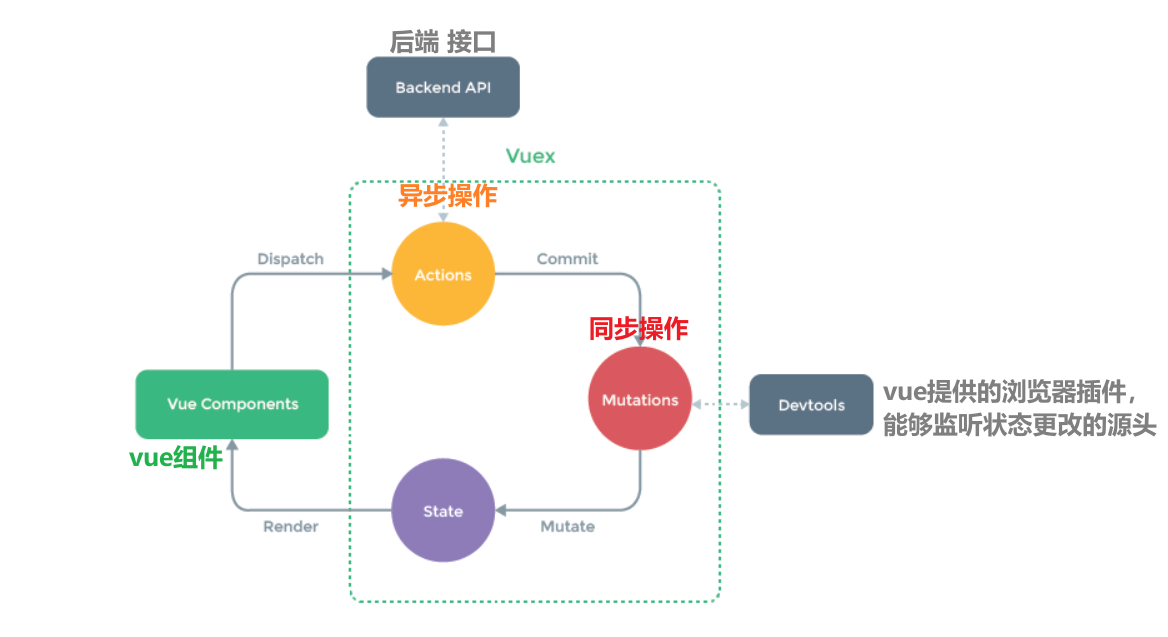 后端 接口
Backend API
Vuex
异步操作
Dispatch
Actions
Commit
同步操作
Vue Components
Mutations
Devtools
vue提供的浏览器插件，
能够监听状态更改的源头
vue组件
State
Render
Mutate